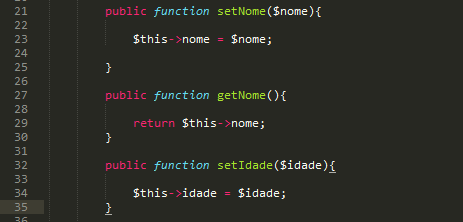 21 public function setNome($nome){
22
23 $this->nome = $nome;
24
25 }
26
27 public function getNome(){
28
29 return $this->nome;
30 }
31
32 public function setIdade($idade){
33
34 $this->idade = $idade;
35 }
36